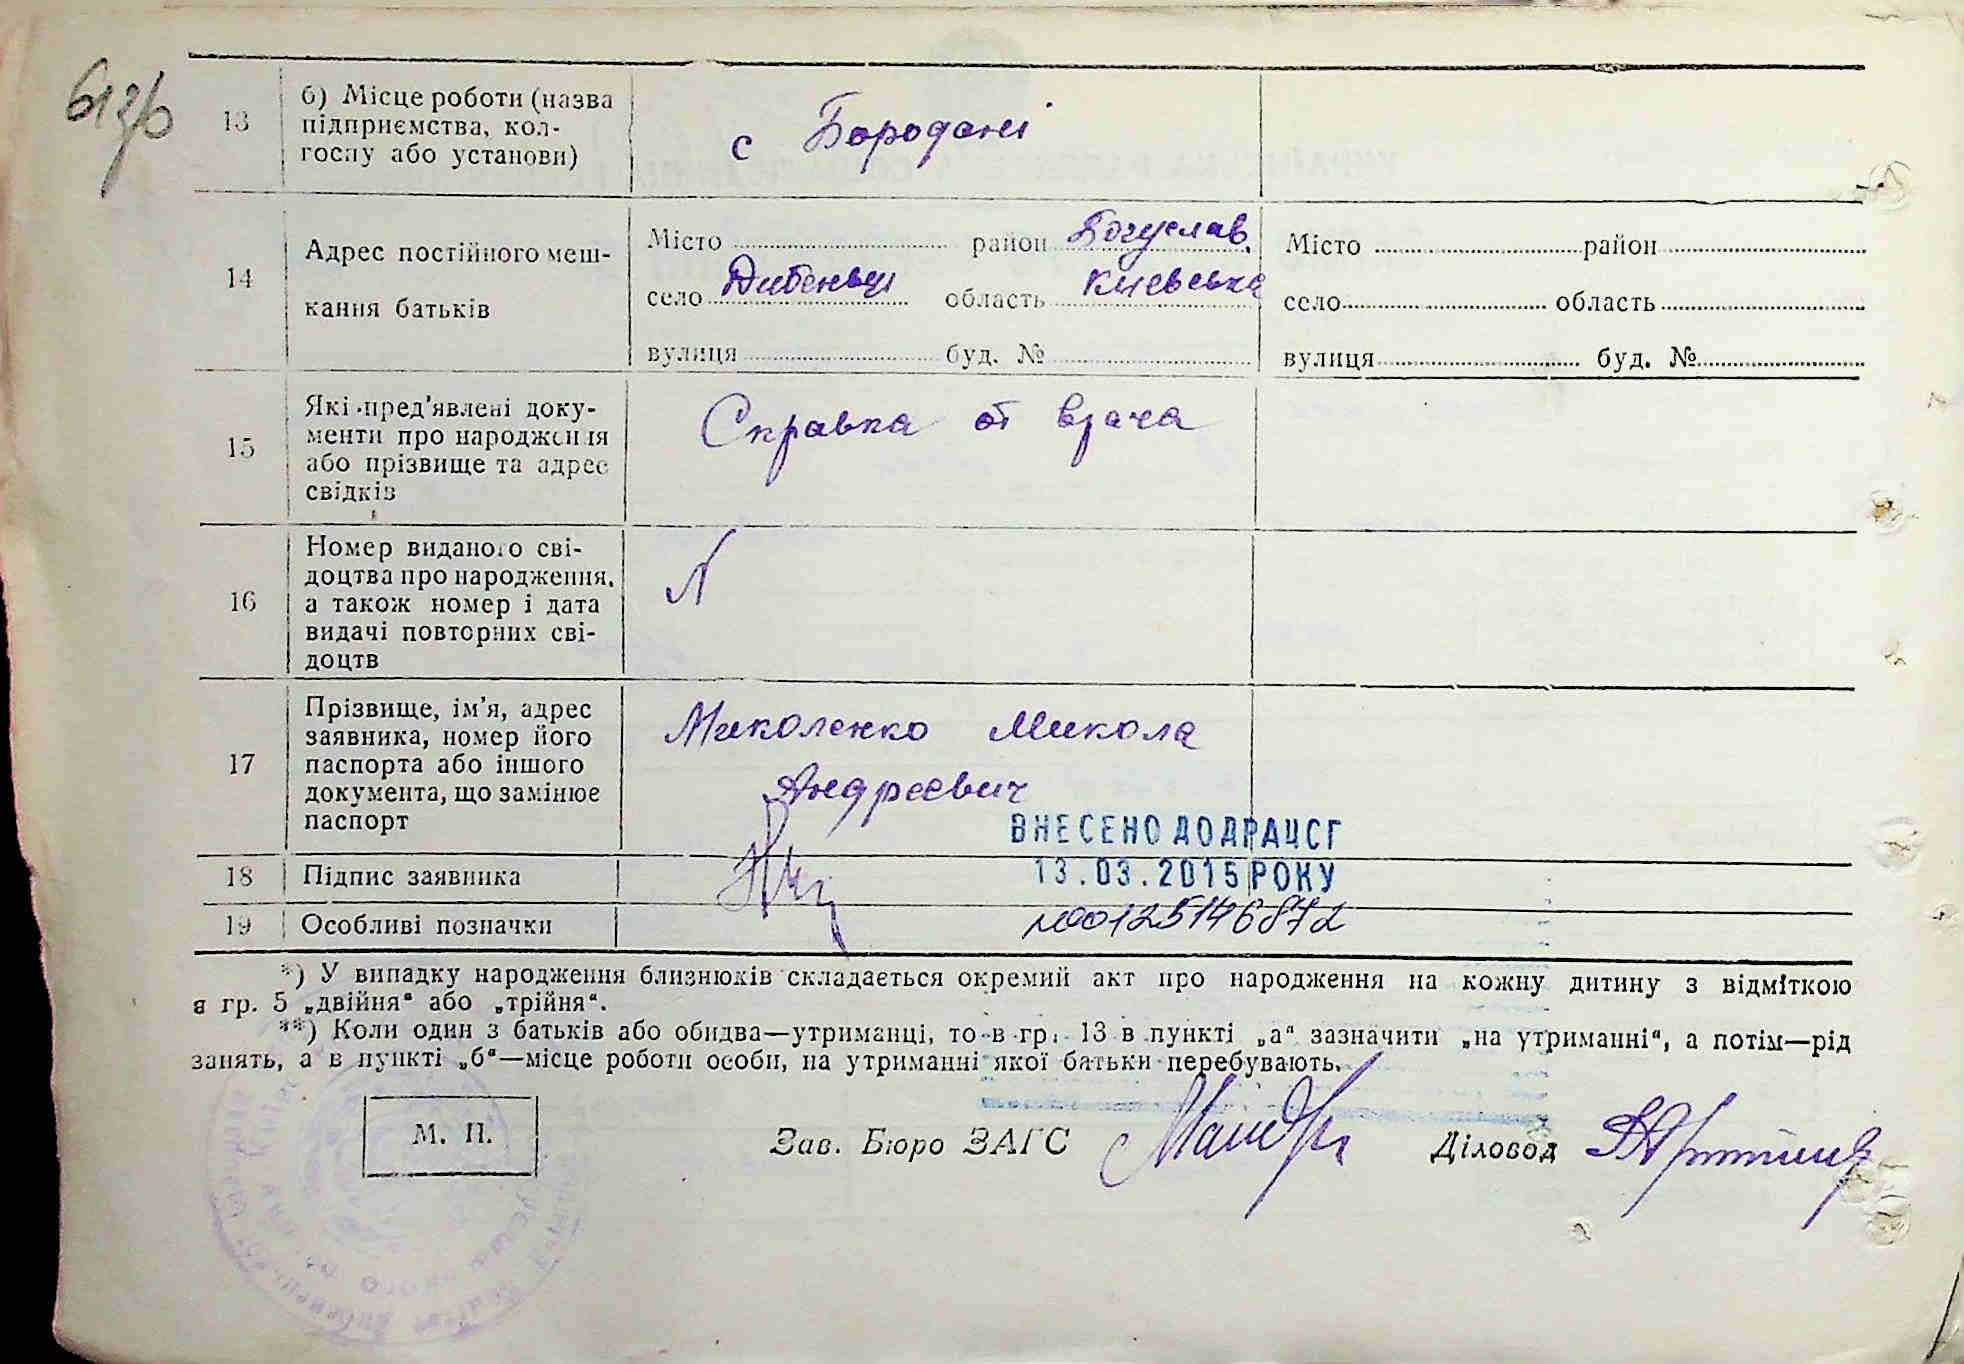 13
б) Місце роботи (назва
підприємства, кол-
госпу або установи)
с Бородані
14
Адрес постійного меш-
кання батьків
Місто район Богуслав.
село Дибеньці область Киевська
вулиця буд. №
Місто район
село область
вулиця буд. №
15
Які пред'явлені доку-
менти про народження
або прізвище та адрес
свідків
Справка от врача
16
Номер виданого сві-
доцтва про народження,
а також номер і дата
видачі повторних сві-
доцтв
17
Прізвище, ім'я, адрес
заявника, номер його
паспорта або іншого
документа, що замінює
паспорт
Миколенко Микола
Андреевич
ВНЕСЕНО ДО ДРАЦСГ
18
Підпис заявника
13.03.2015 РОКУ
19
Особливі позначки
№00125146872
*) У випадку народження близнюків складається окремий акт про народження на кожну дитину з відміткою
в гр. 5 „двійня" або „трійня".
**) Коли один з батьків або обидва—утриманці, то в гр. 13 в пункті „а" зазначити „на утриманні", а потім—рід
занять, а в пункті „б"—місце роботи особи, на утриманні якої батьки перебувають.
М. П.
Зав. Бюро ЗАГС
Діловод